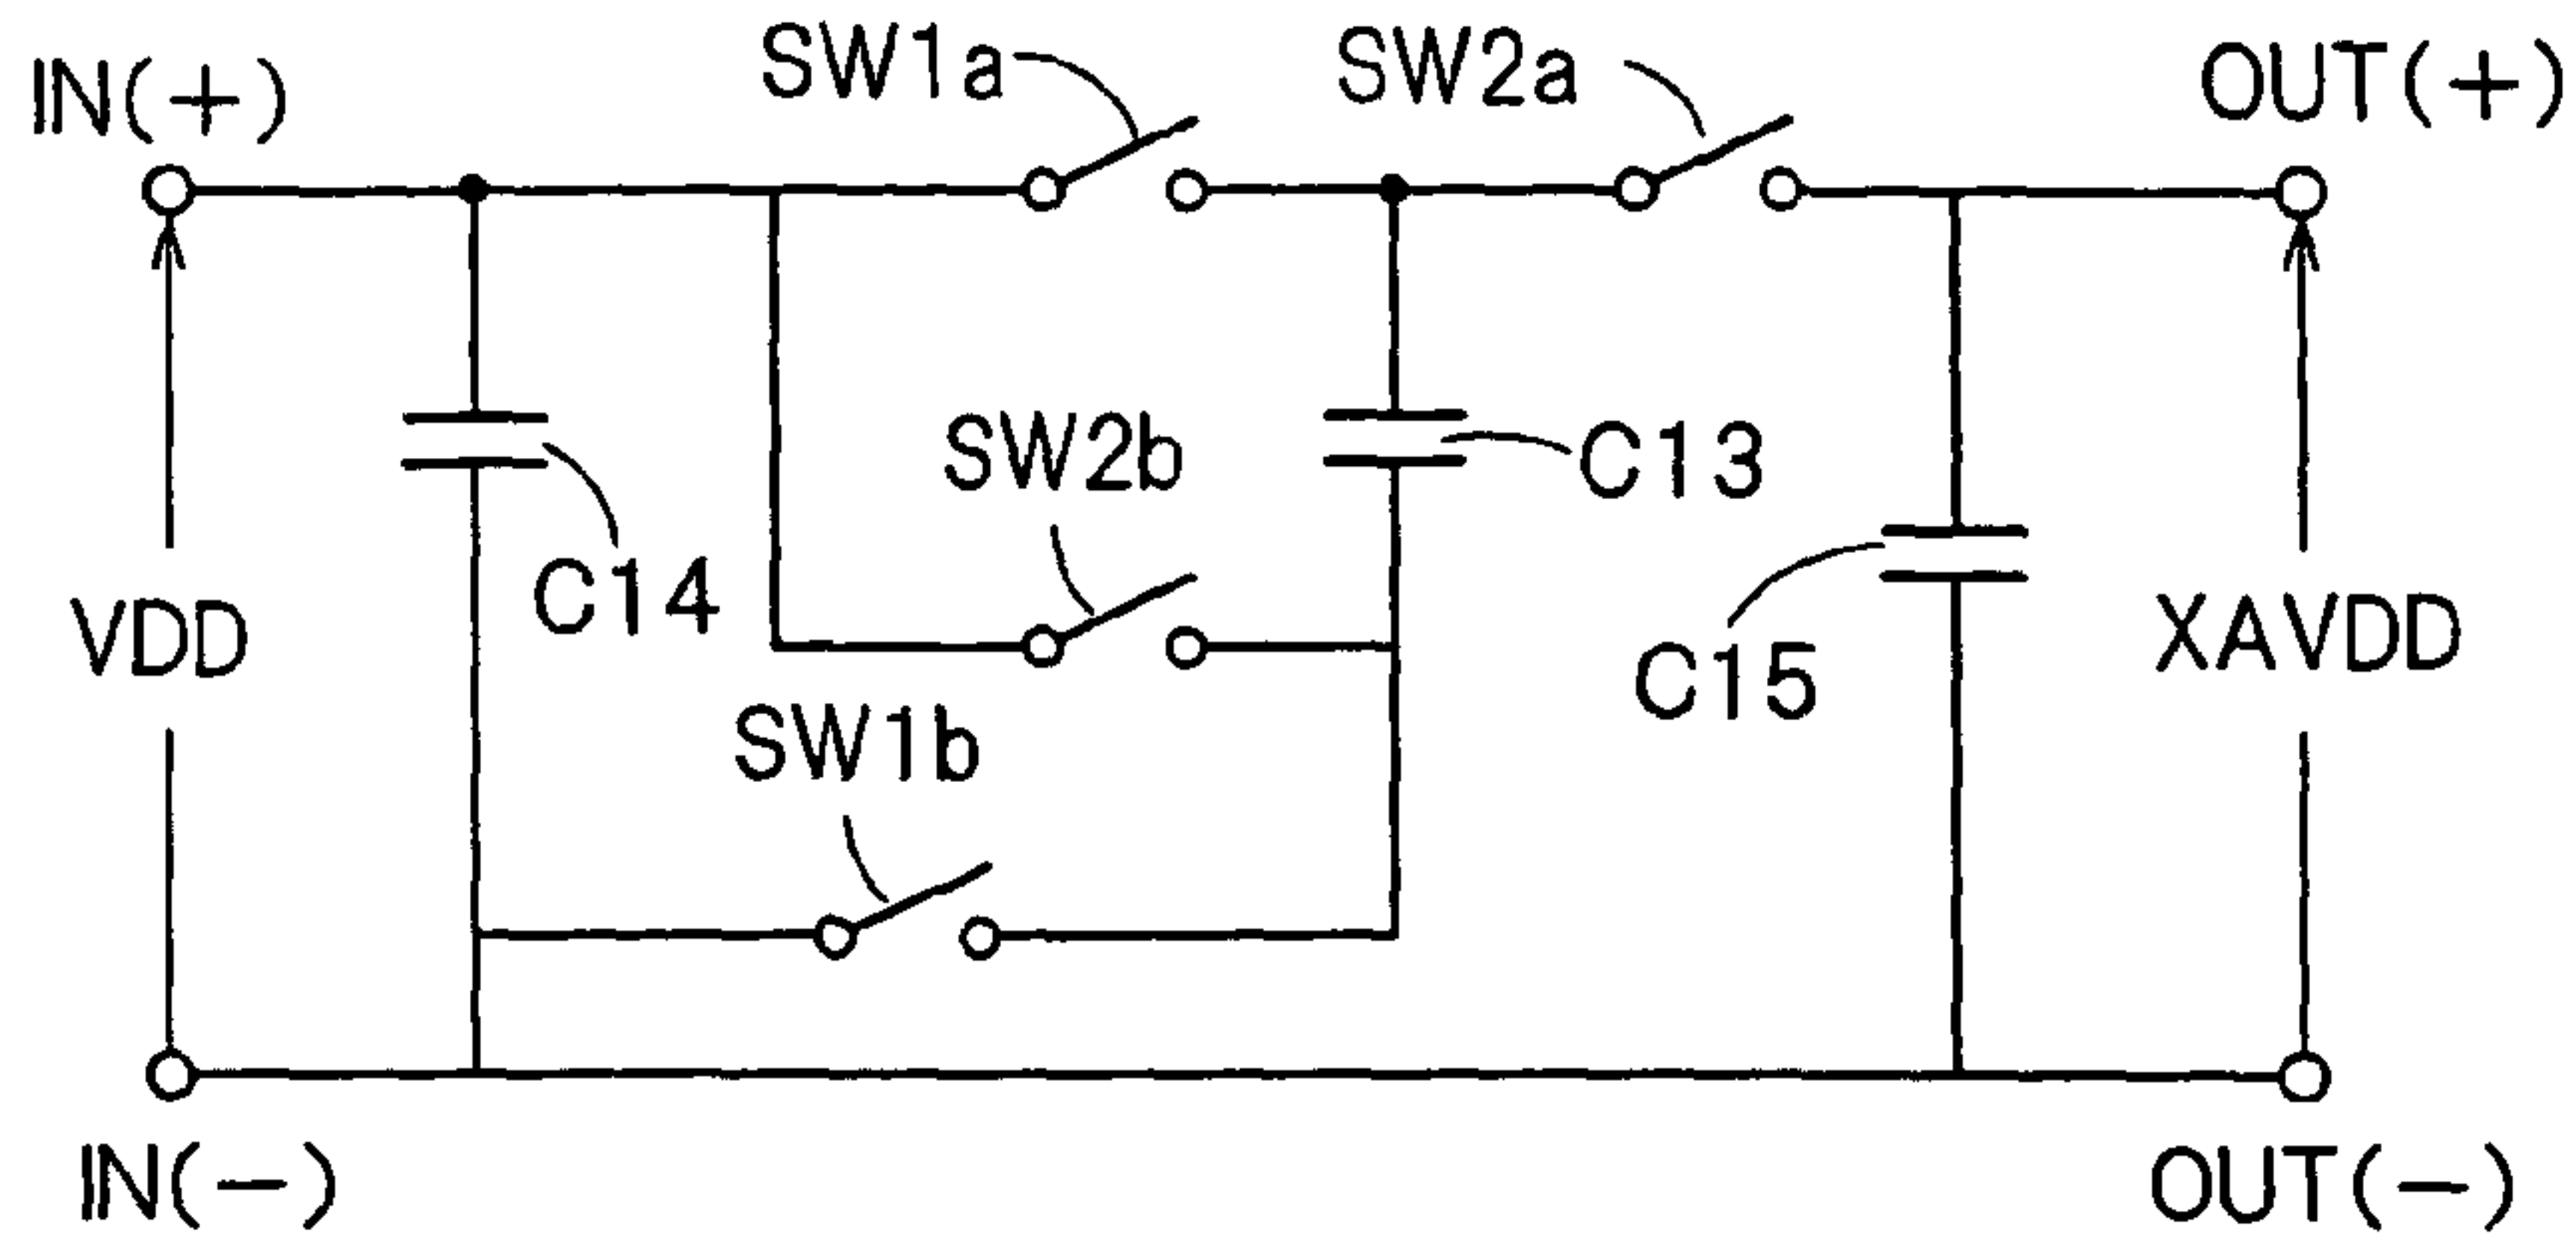 IN(+)
SW1a
SW2a
OUT(+)
SW2b
C13
C14
VDD
C15
XAVDD
SW1b
IN(-)
OUT(-)